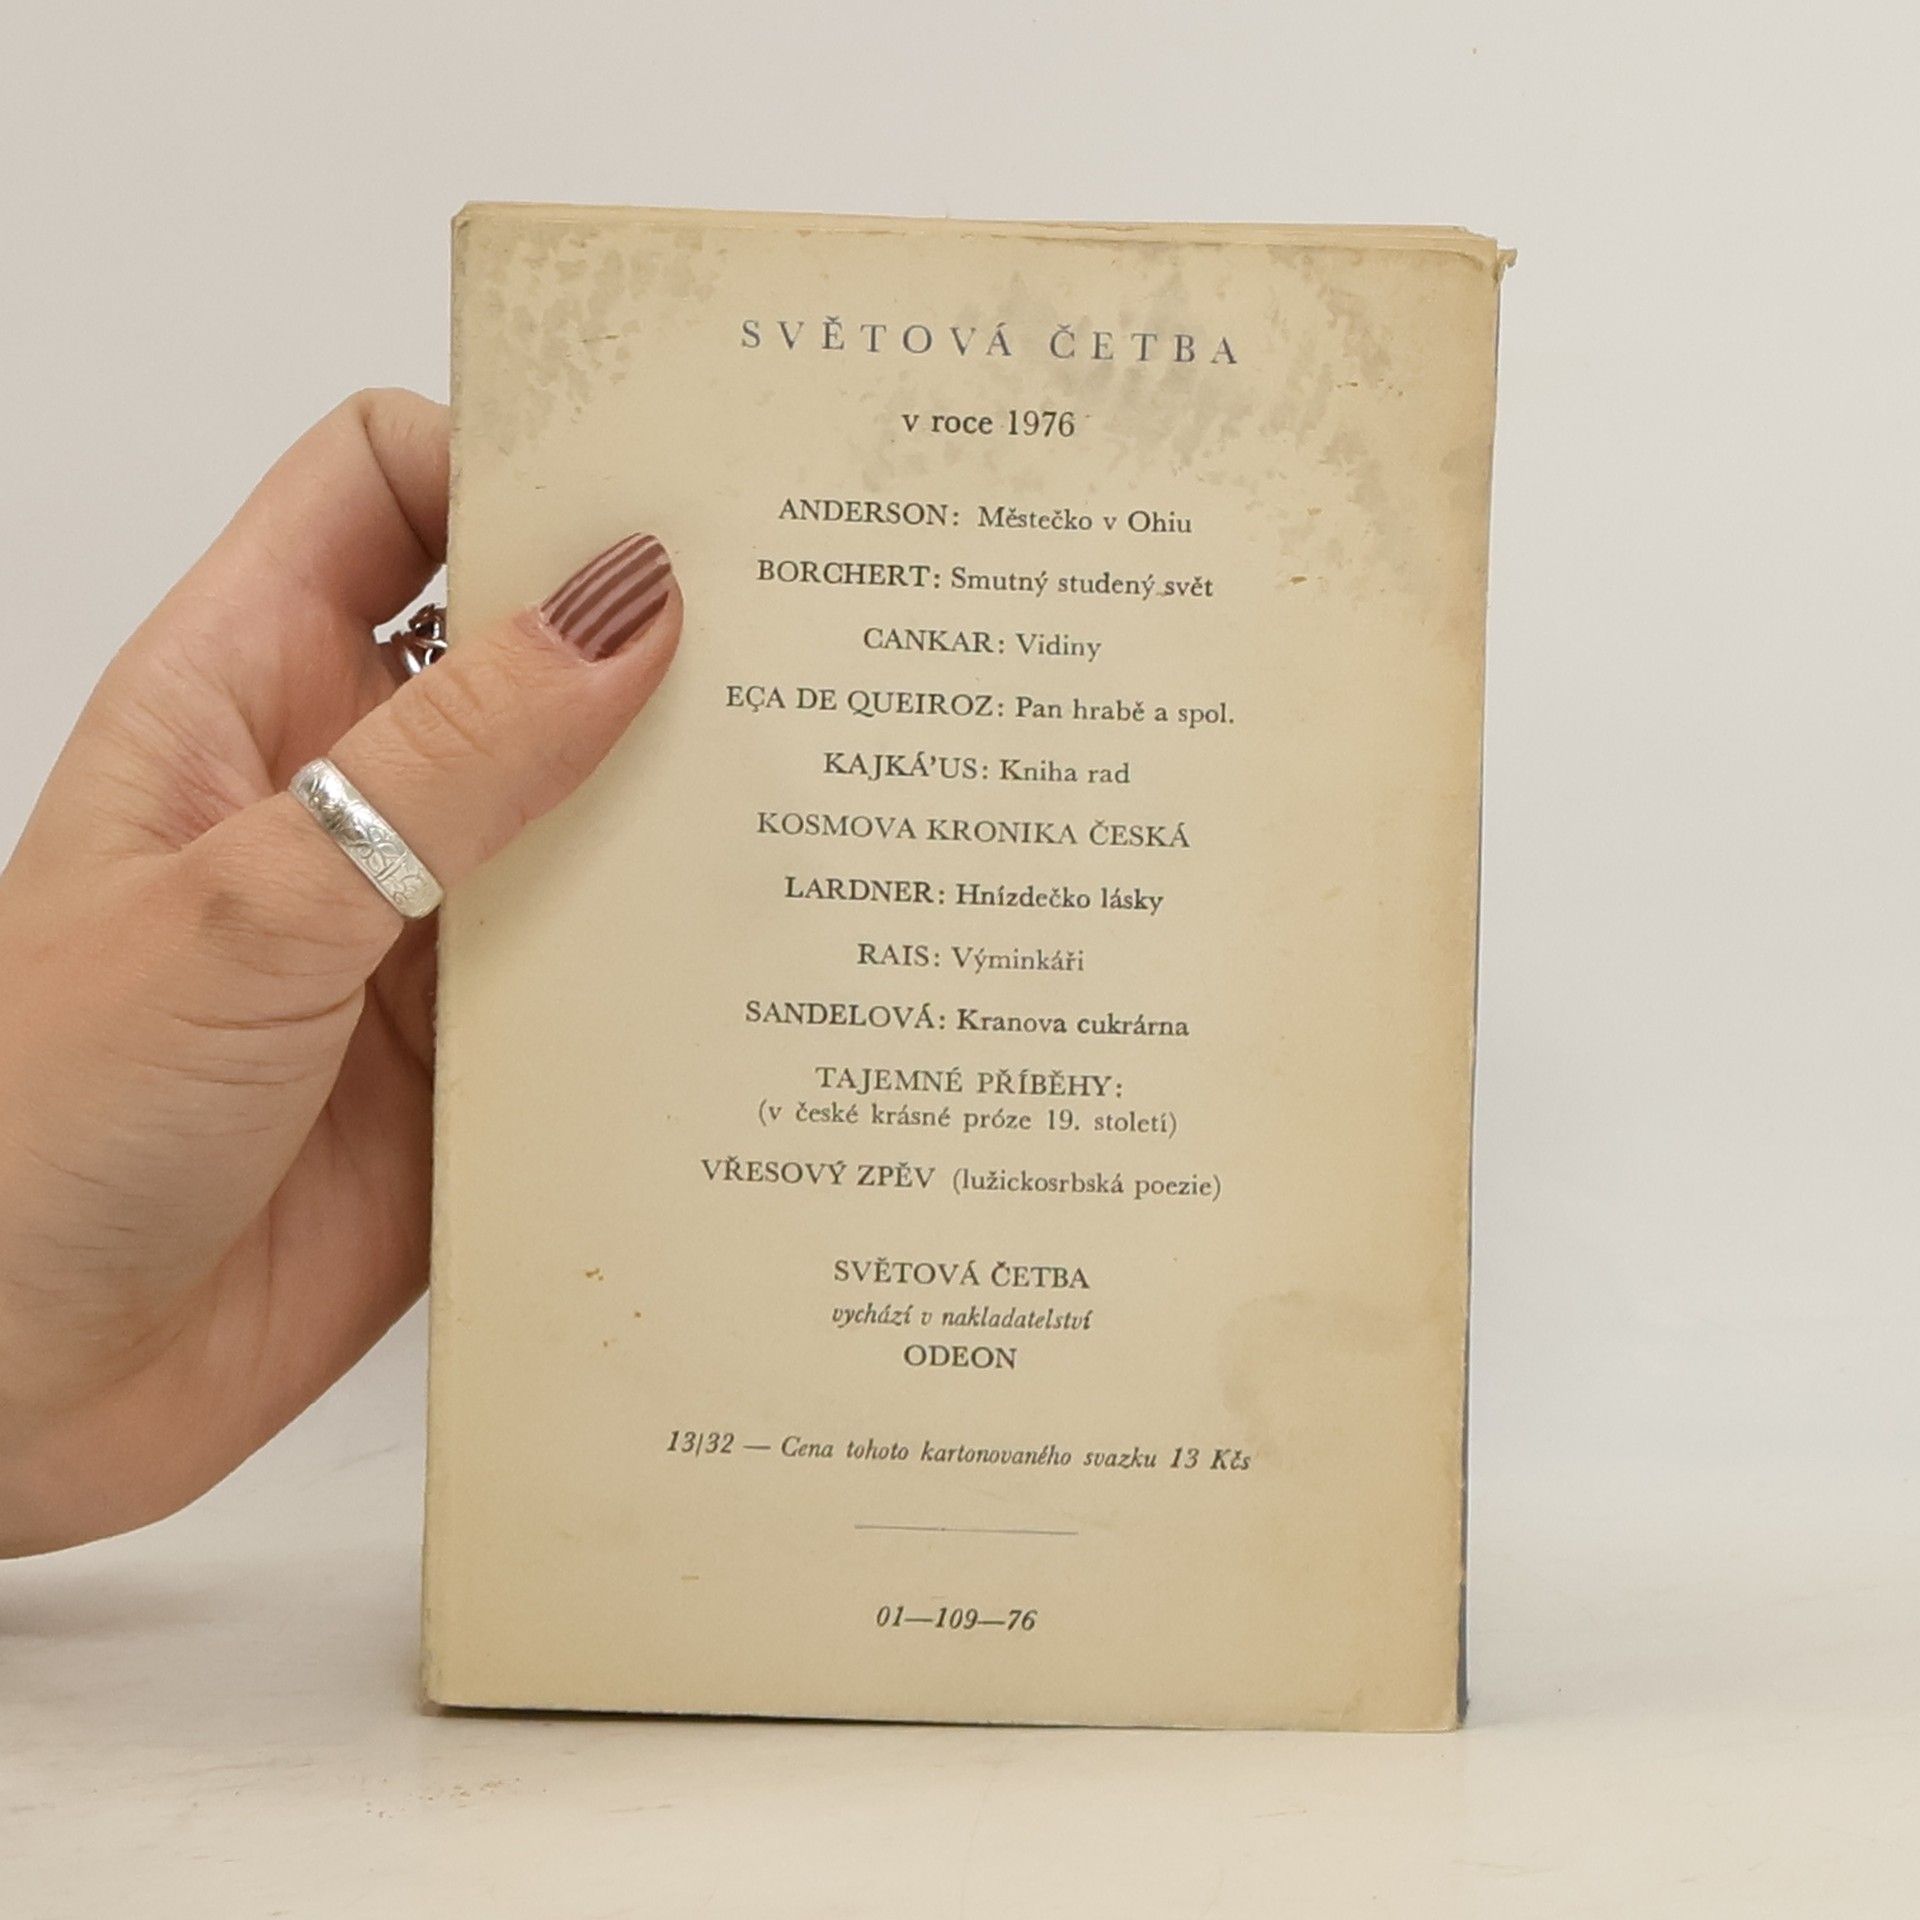 SVĚTOVÁ ČETBA
v roce 1976
ANDERSON: Městečko v Ohiu
BORCHERT: Smutný studený svět
CANKAR: Vidiny
EÇA DE QUEIROZ: Pan hrabě a spol.
KAJKÁ’US: Kniha rad
KOSMOVA KRONIKA ČESKÁ
LARDNER: Hnízdečko lásky
RAIS: Výminkáři
SANDELOVÁ: Kranova cukrárna
TAJEMNÉ PŘÍBĚHY:
(v české krásné próze 19. století)
VŘESOVÝ ZPĚV (lužickosrbská poezie)
SVĚTOVÁ ČETBA
vychází v nakladatelství
ODEON
13/32 — Cena tohoto kartonovaného svazku 13 Kčs
01—109—76